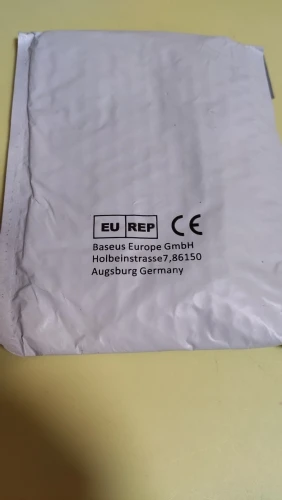 EU REP CE
Baseus Europe GmbH
Holbeinstrasse7,86150
Augsburg Germany